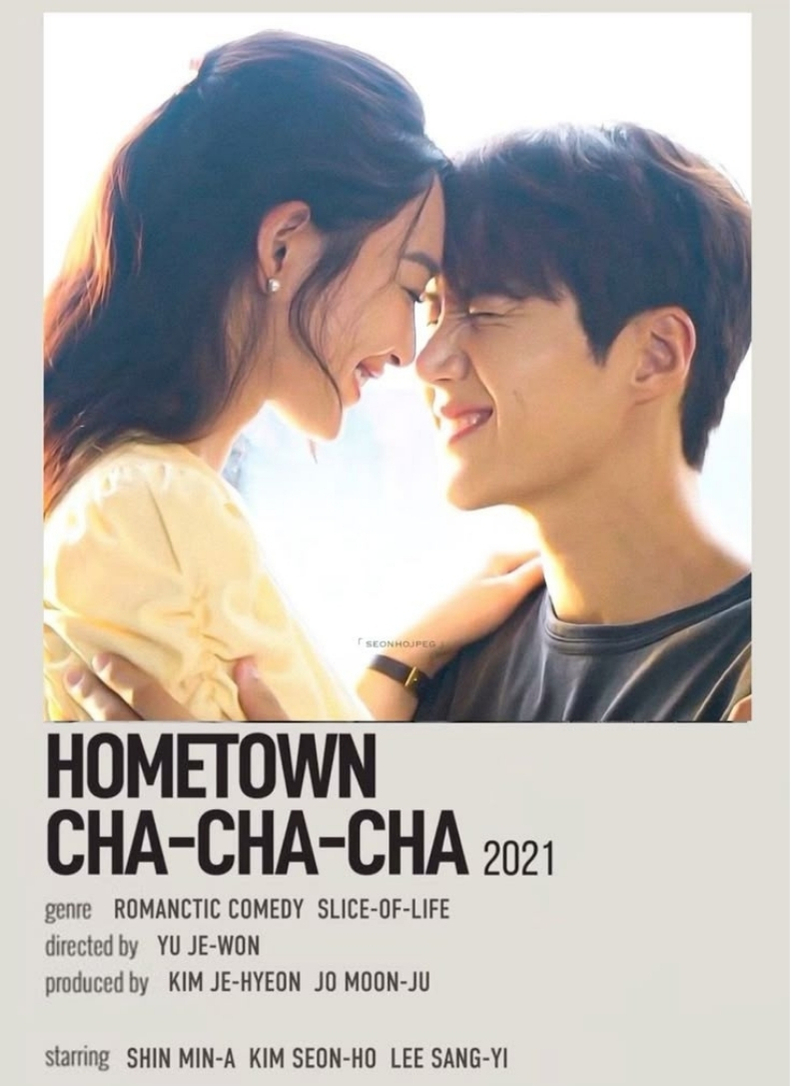 「 SEONHOJPEG 」
HOMETOWN
CHA-CHA-CHA 2021
genre ROMANCTIC COMEDY SLICE-OF-LIFE
directed by YU JE-WON
produced by KIM JE-HYEON JO MOON-JU
starring SHIN MIN-A KIM SEON-HO LEE SANG-YI